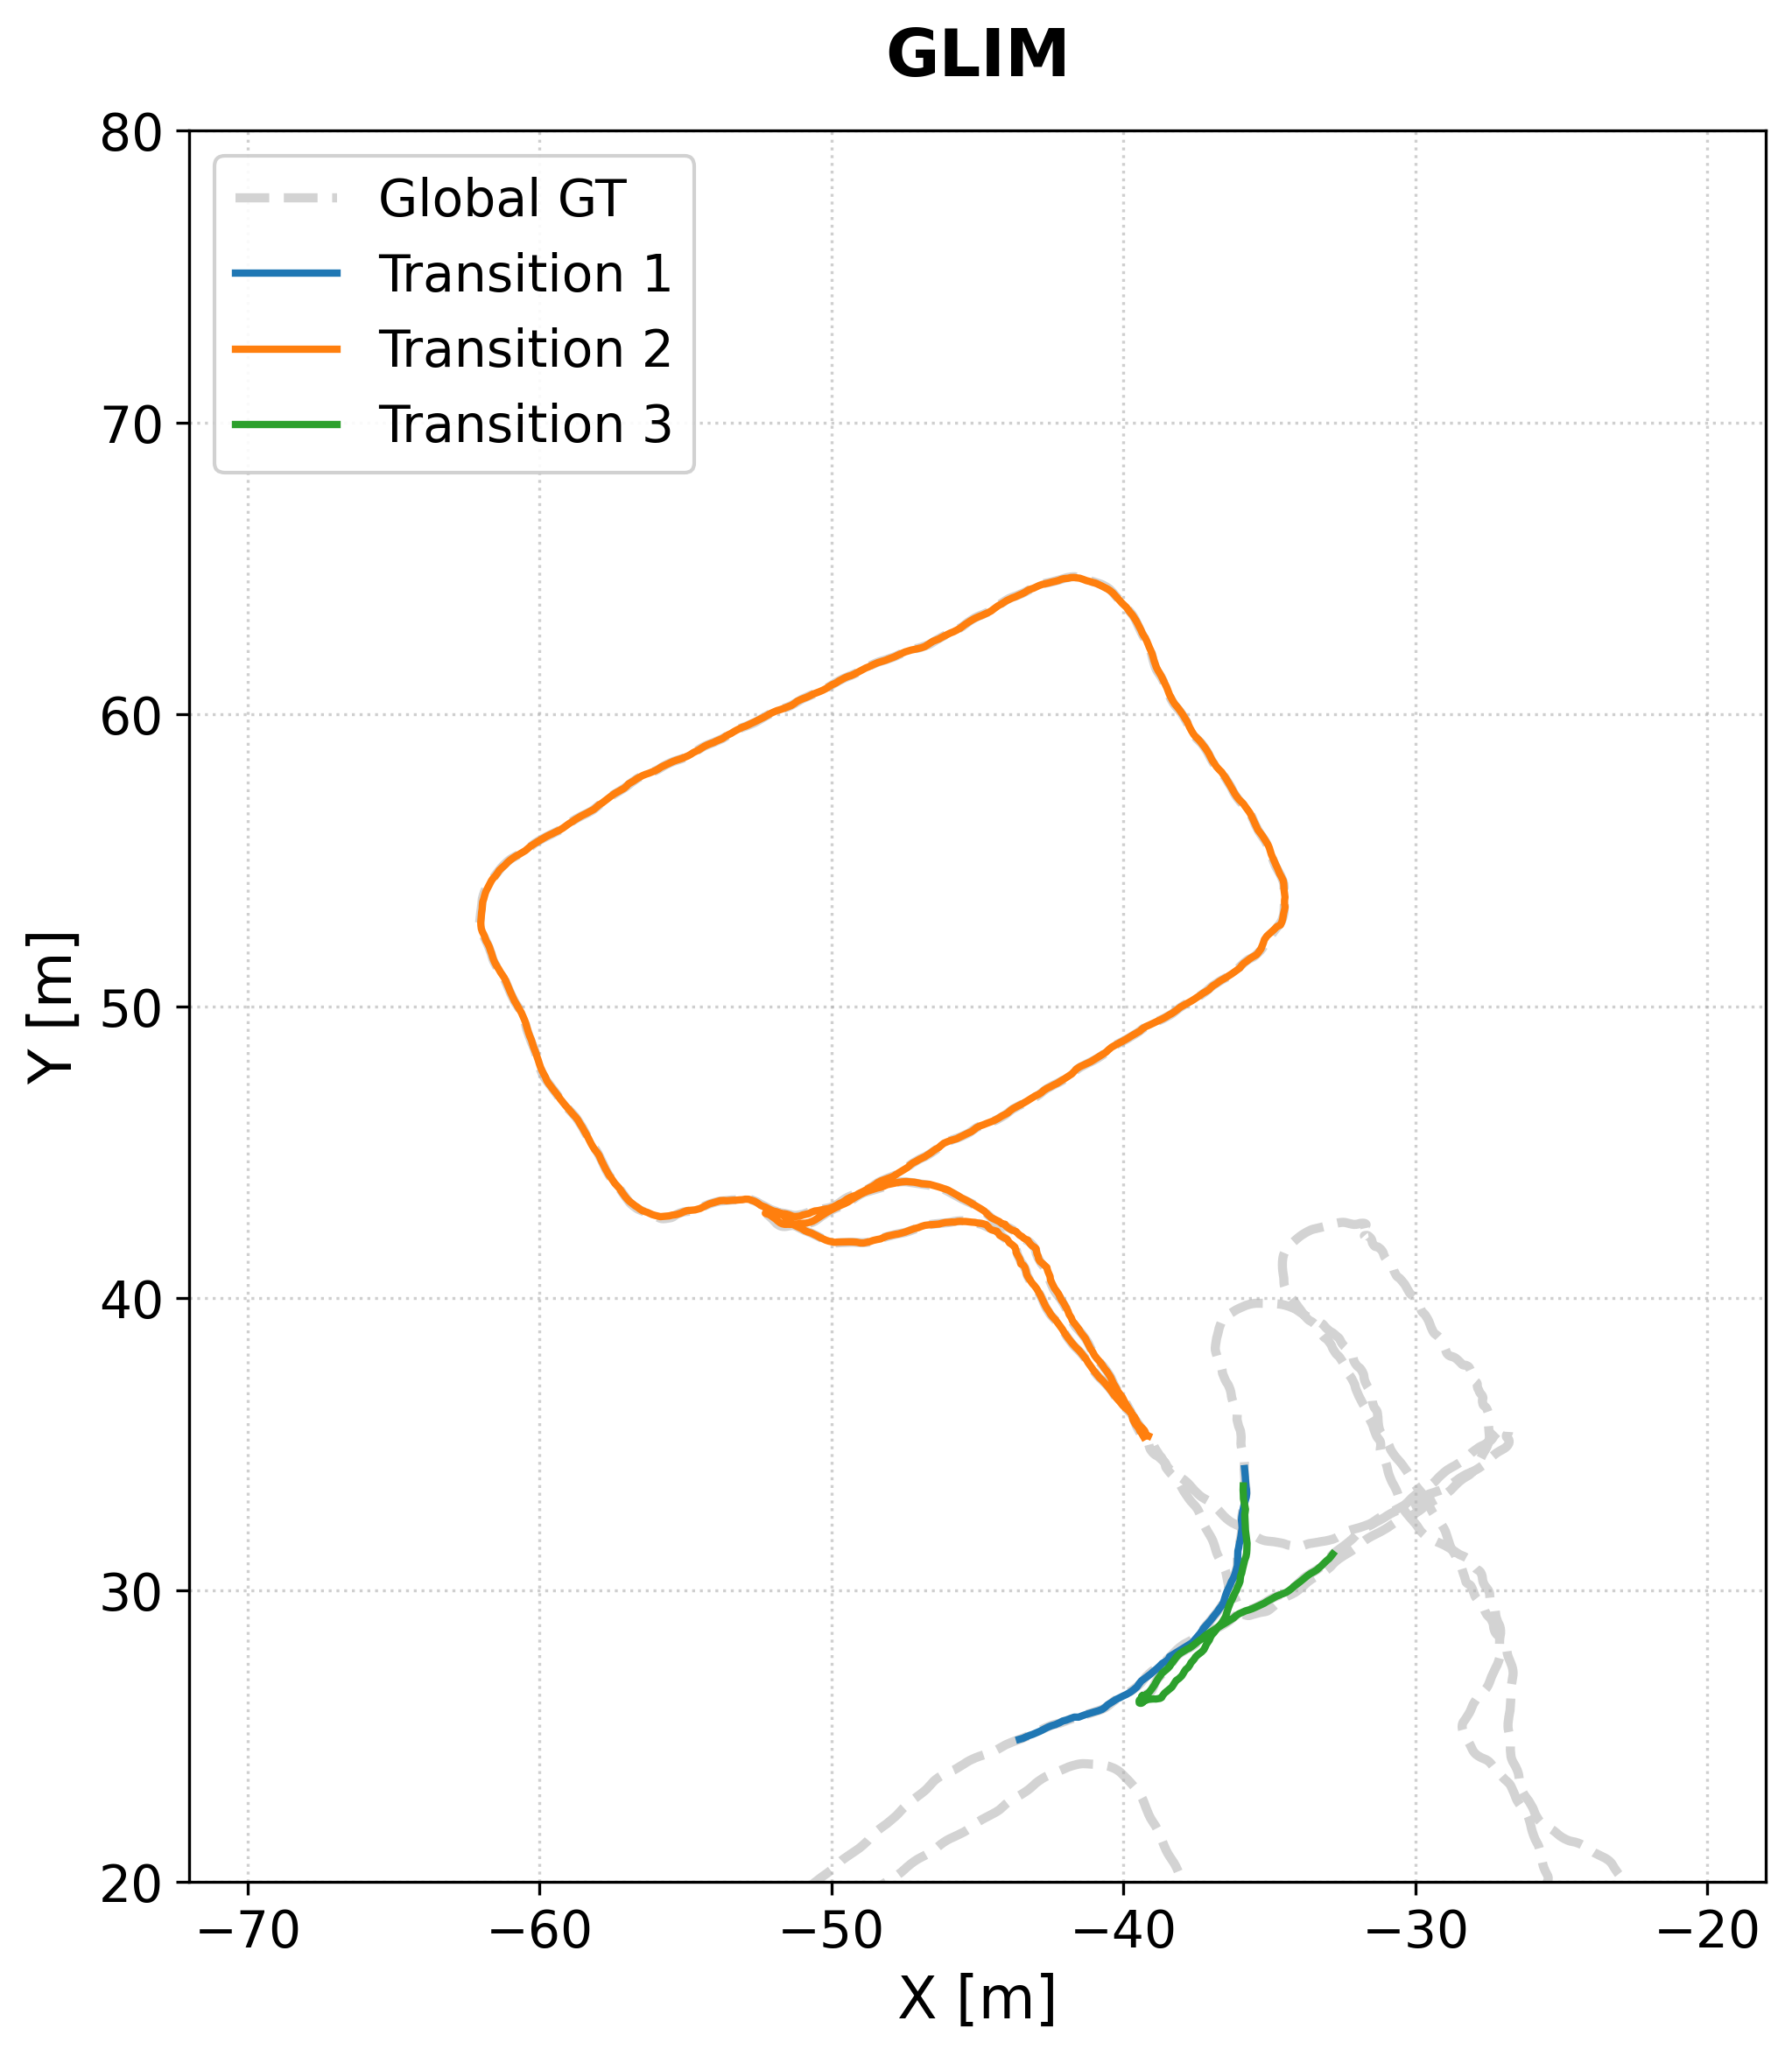 GLIM
Global GT
Transition 1
Transition 2
Transition 3
80
70
60
50
40
30
20
Y [m]
−70 −60 −50 −40 −30 −20
X [m]